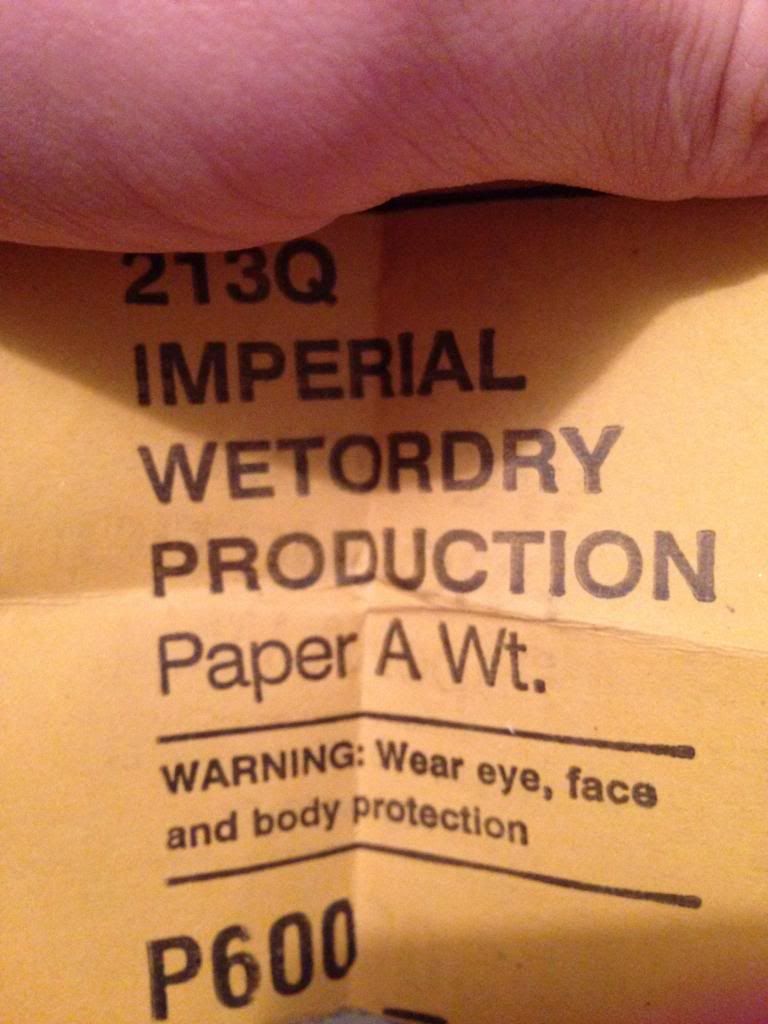 213Q
IMPERIAL
WETORDRY
PRODUCTION
Paper A Wt.
WARNING: Wear eye, face
and body protection
P600